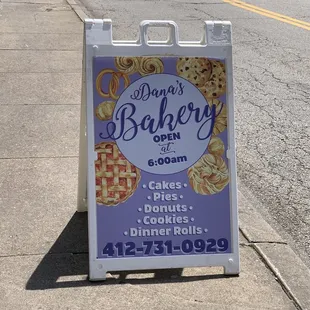 Dana's
Bakery
OPEN
at
6:00am
• Cakes •
• Pies •
• Donuts •
• Cookies •
• Dinner Rolls •
412-731-0929